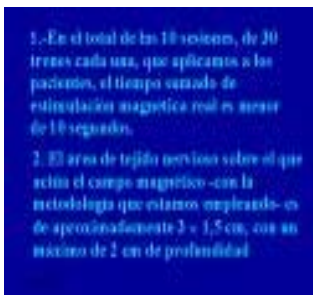 1.-En el total de las 10 sesiones, de 30
trenes cada una, que aplicamos a los
pacientes, el tiempo sumado de
estimulación magnética real es menor
de 10 segundos.
2. El area de tejido nervioso sobre el que
actúa el campo magnético -con la
metodología que estamos empleando- es
de aproximadamente 3 × 1,5 cm, con un
máximo de 2 cm de profundidad